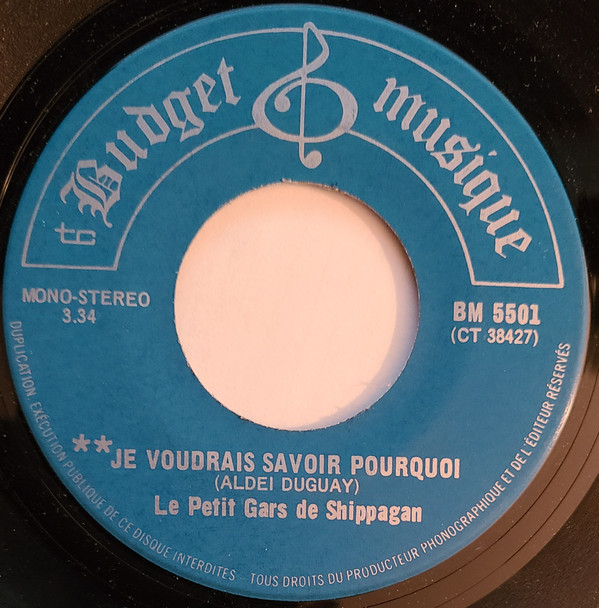 ct Budget musique
MONO-STEREO
3.34
BM 5501
(CT 38427)
**JE VOUDRAIS SAVOIR POURQUOI
(ALDEI DUGUAY)
Le Petit Gars de Shippagan
DUPLICATION EXÉCUTION PUBLIQUE DE CE DISQUE INTERDITES - TOUS DROITS DU PRODUCTEUR PHONOGRAPHIQUE ET DE L'ÉDITEUR RÉSERVÉS